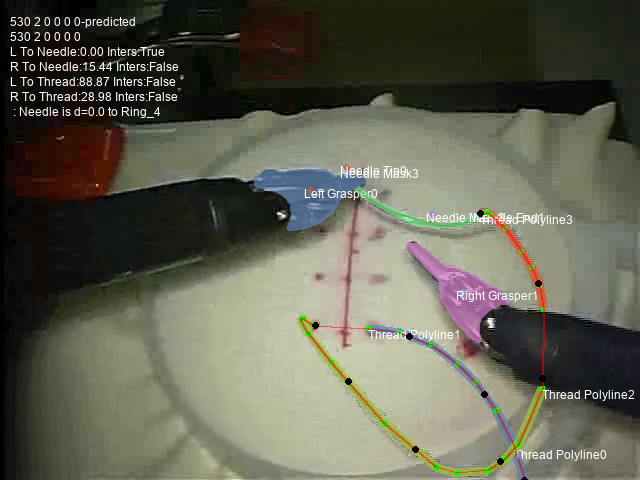 530 2 0 0 0 0-predicted
530 2 0 0 0 0
L To Needle:0.00 Inters:True
R To Needle:15.44 Inters:False
L To Thread:88.87 Inters:False
R To Thread:28.98 Inters:False
: Needle is d=0.0 to Ring_4
Needle Mask3
Left Grasper0
Thread Polyline3
Right Grasper1
Thread Polyline1
Thread Polyline2
Thread Polyline0